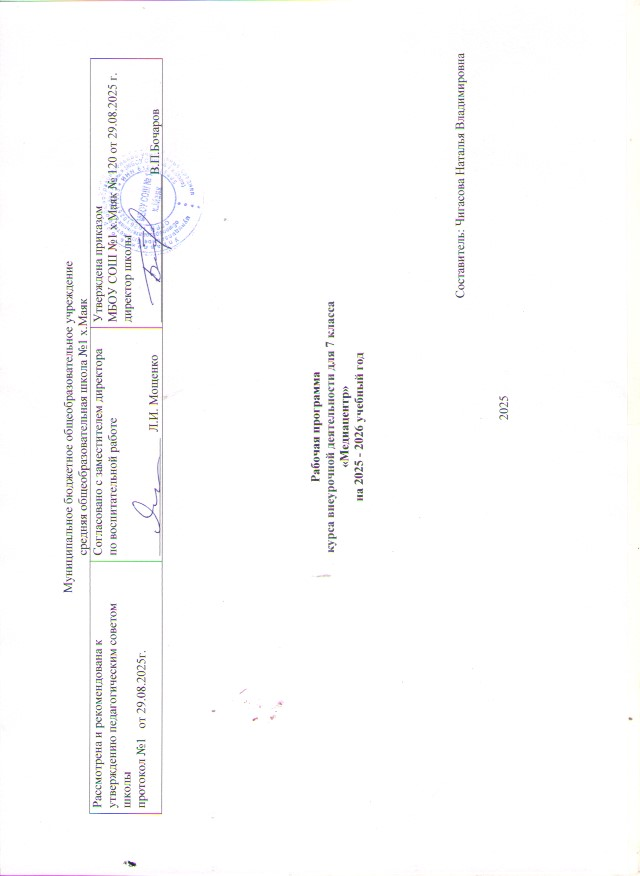 Муниципальное бюджетное общеобразовательное учреждение
средняя общеобразовательная школа №1 х.Маяк
Рассмотрена и рекомендована к
утверждению педагогическим советом
школы
протокол №1 от 29.08.2025г.
Согласовано с заместителем директора
по воспитательной работе
Л.И. Мощенко
Утверждена приказом
МБОУ СОШ №1 х.Маяк № 120 от 29.08.2025 г.
директор школы
В.П.Бочаров
Рабочая программа
курса внеурочной деятельности для 7 класса
«Медиацентр»
на 2025 - 2026 учебный год
Составитель: Чигасова Наталья Владимировна
2025